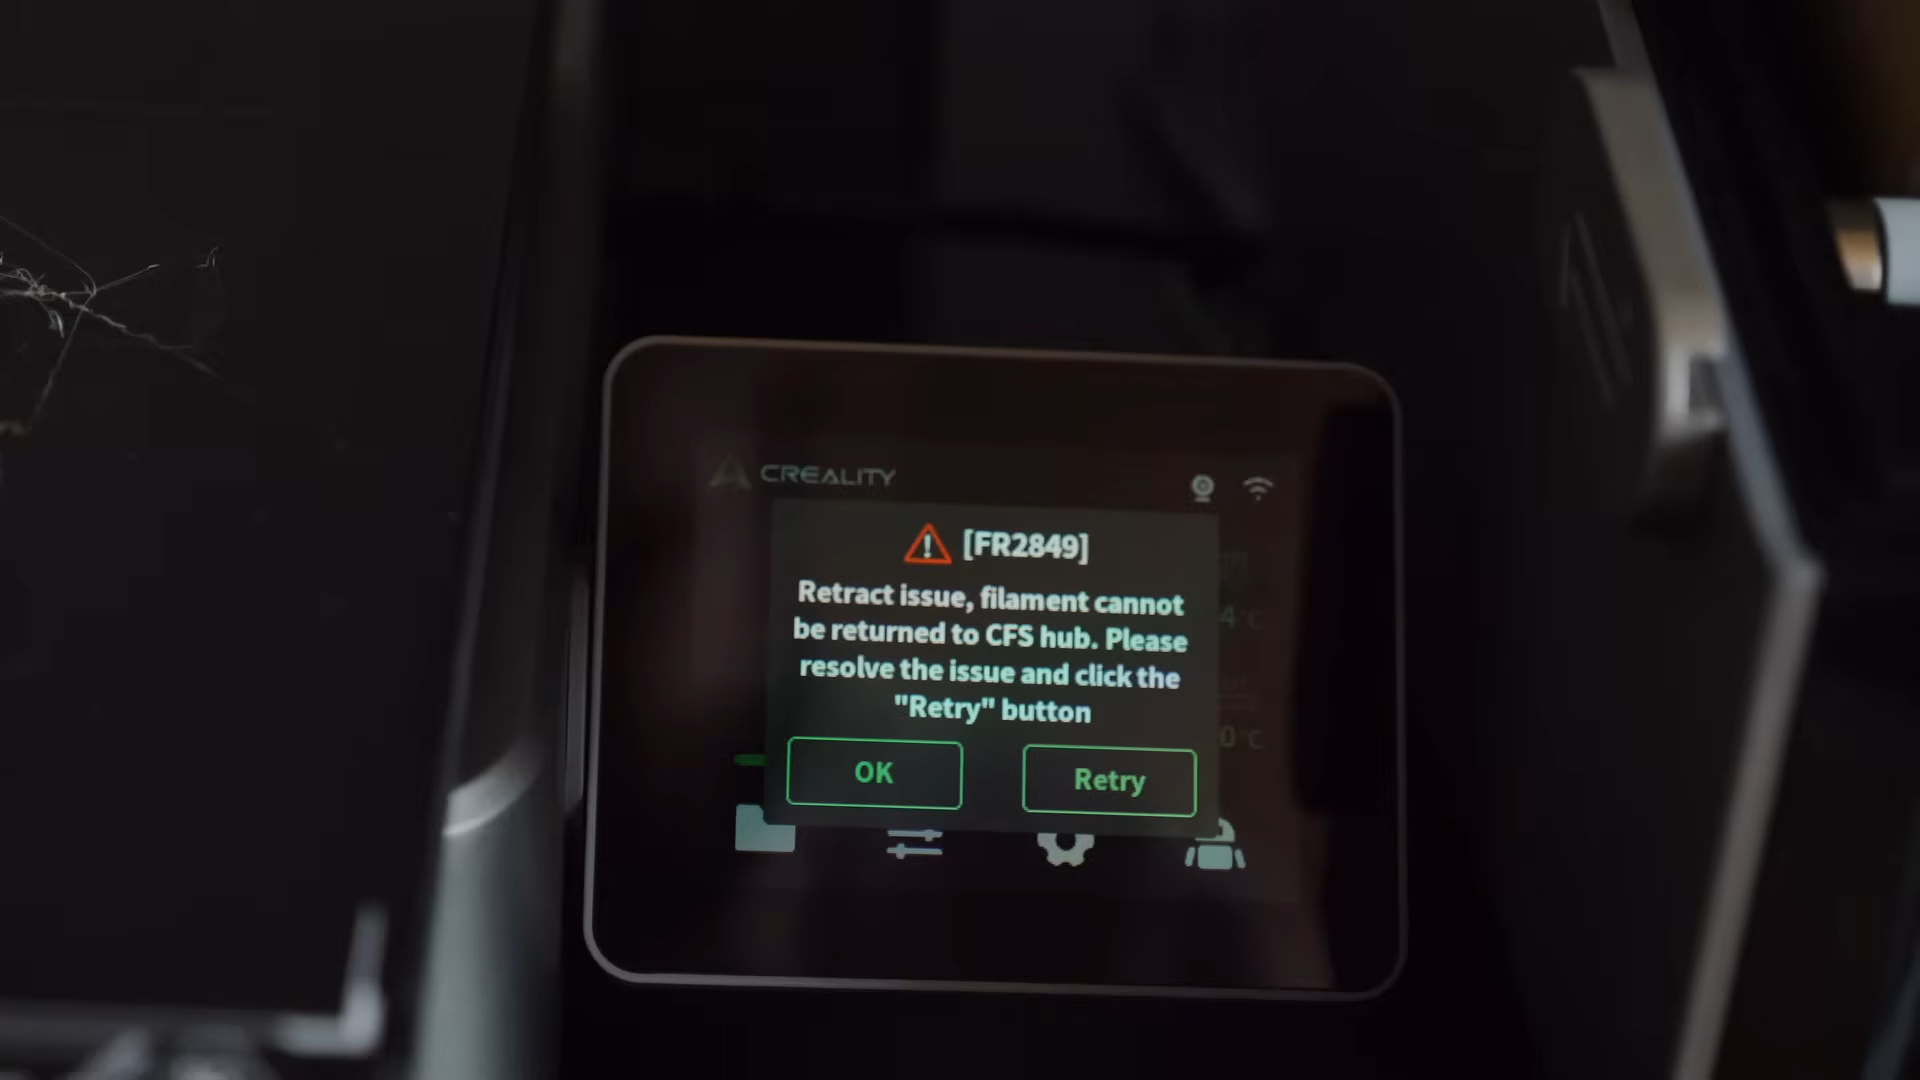 CREALITY
[FR2849]
Retract issue, filament cannot
be returned to CFS hub. Please
resolve the issue and click the
"Retry" button
OK
Retry